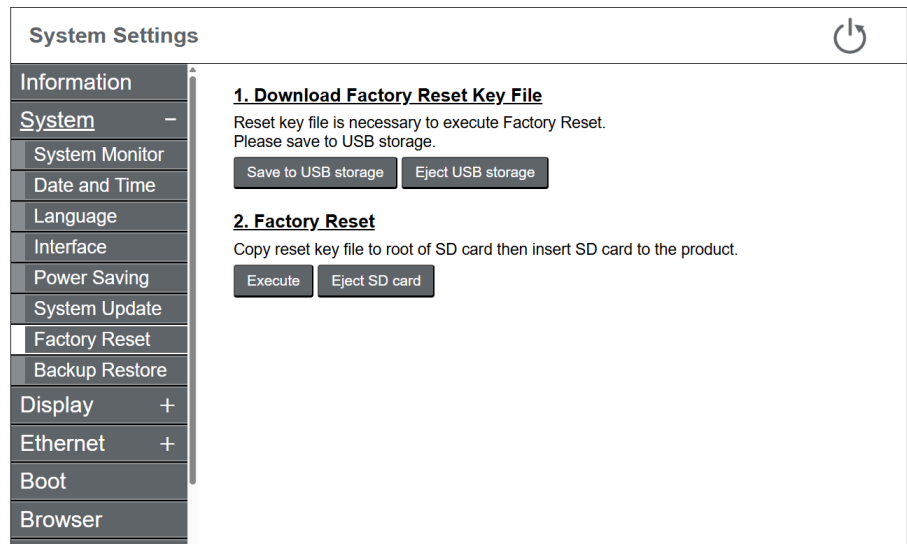 System Settings
Information
System −
System Monitor
Date and Time
Language
Interface
Power Saving
System Update
Factory Reset
Backup Restore
Display +
Ethernet +
Boot
Browser
1. Download Factory Reset Key File
Reset key file is necessary to execute Factory Reset.
Please save to USB storage.
Save to USB storage Eject USB storage
2. Factory Reset
Copy reset key file to root of SD card then insert SD card to the product.
Execute Eject SD card